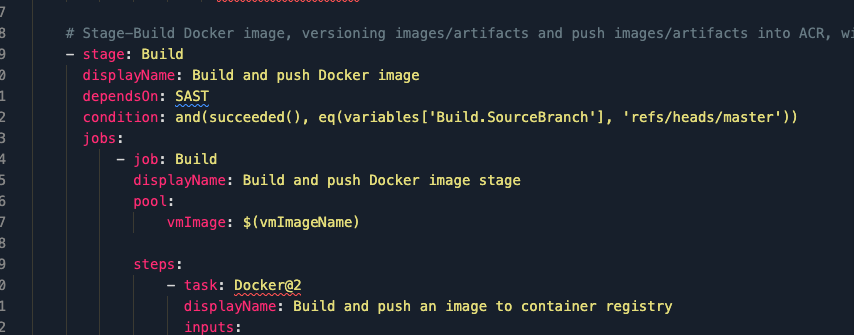 7
8 # Stage-Build Docker image, versioning images/artifacts and push images/artifacts into ACR, wi
9 - stage: Build
0 displayName: Build and push Docker image
1 dependsOn: SAST
2 condition: and(succeeded(), eq(variables['Build.SourceBranch'], 'refs/heads/master'))
3 jobs:
4 - job: Build
5 displayName: Build and push Docker image stage
6 pool:
7 vmImage: $(vmImageName)
8
9 steps:
0 - task: Docker@2
1 displayName: Build and push an image to container registry
2 inputs: